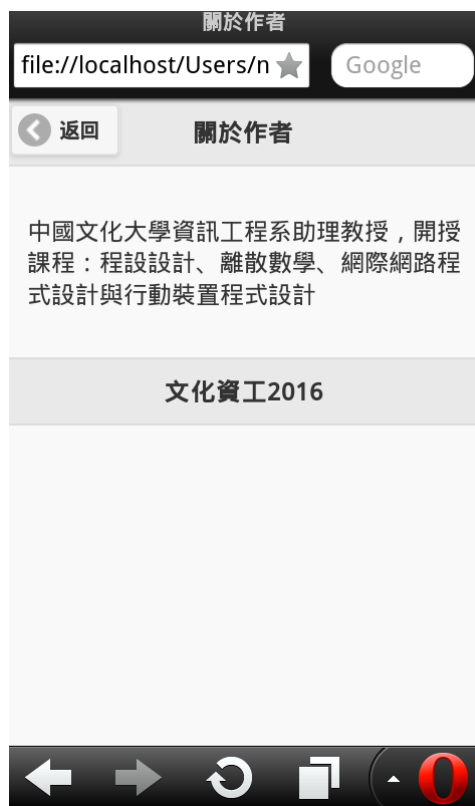 關於作者
file://localhost/Users/n
Google
返回
關於作者
中國文化大學資訊工程系助理教授，開授
課程：程設設計、離散數學、網際網路程
式設計與行動裝置程式設計
文化資工2016